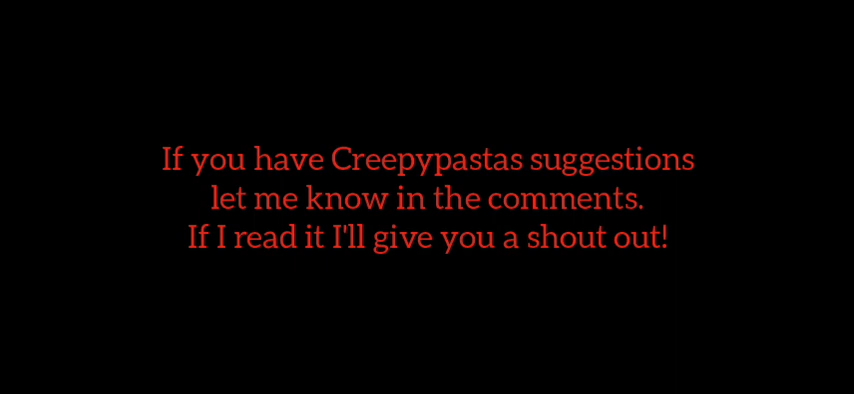 If you have Creepypastas suggestions
let me know in the comments.
If I read it I'll give you a shout out!